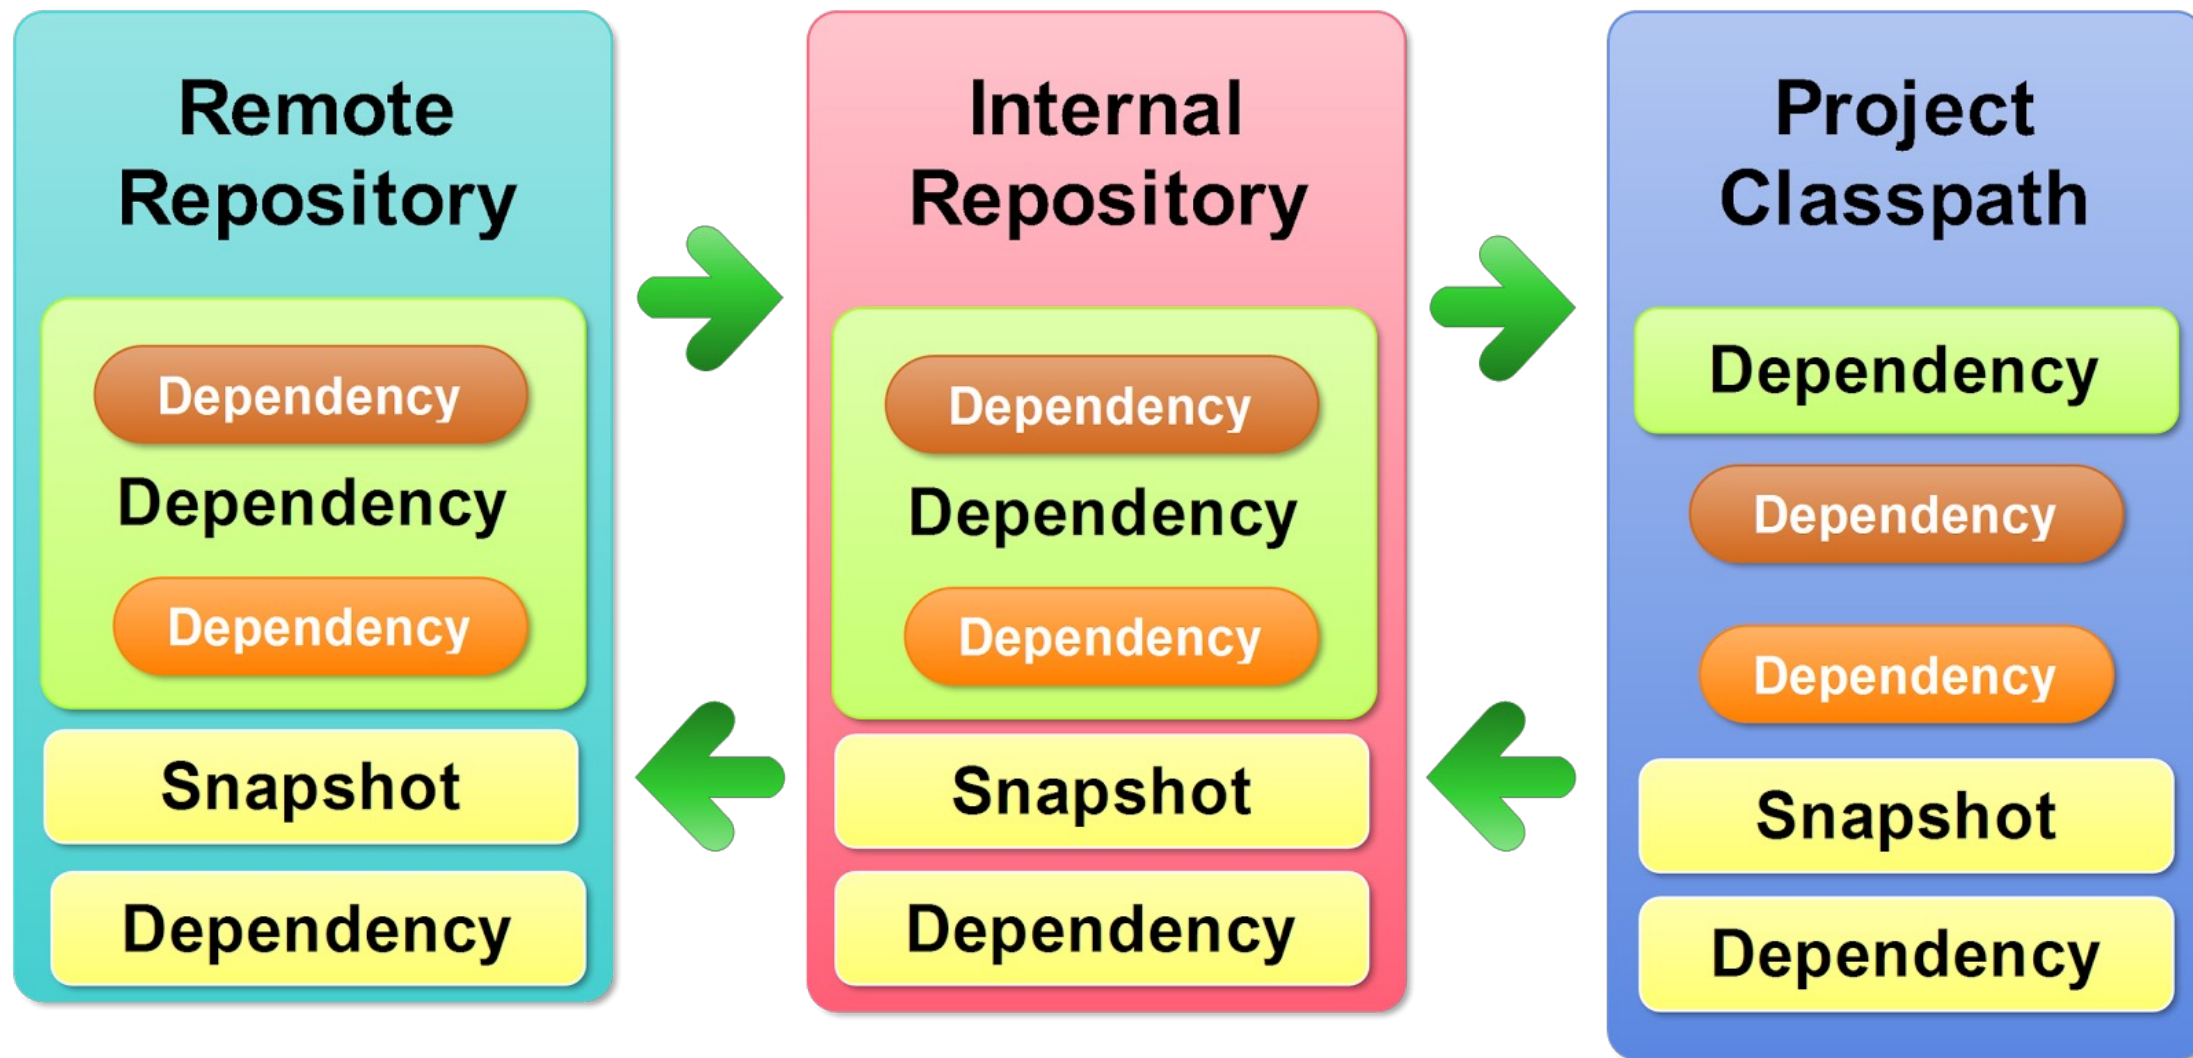 Remote
Repository
Dependency
Dependency
Dependency
Snapshot
Dependency
Internal
Repository
Dependency
Dependency
Dependency
Snapshot
Dependency
Project
Classpath
Dependency
Dependency
Dependency
Snapshot
Dependency